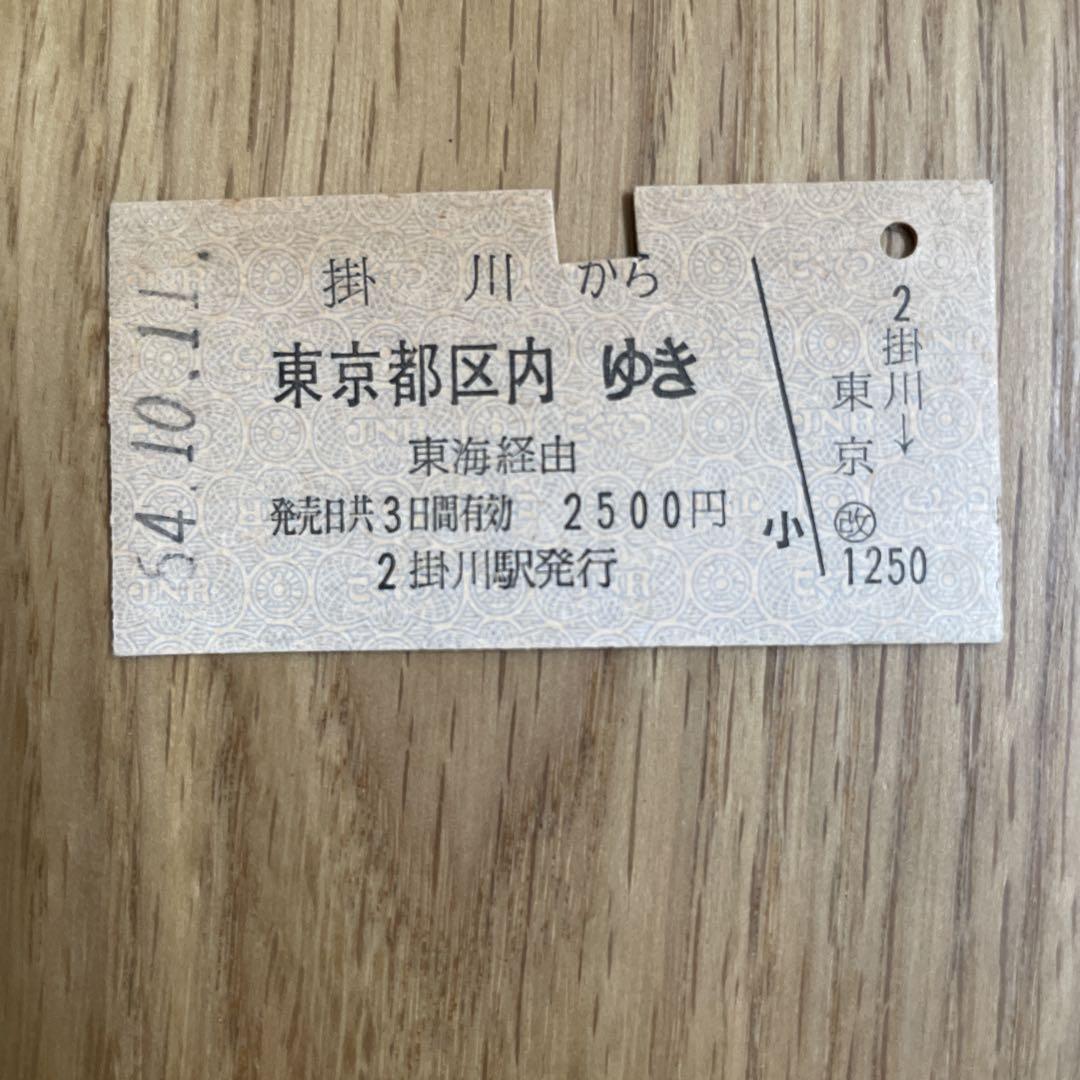 掛川から
東京都区内 ゆき
東海経由
発売日共3日間有効 2500円
2掛川駅発行
小
2掛川→
東京
㊢改
1250
54.10.11.
JNR